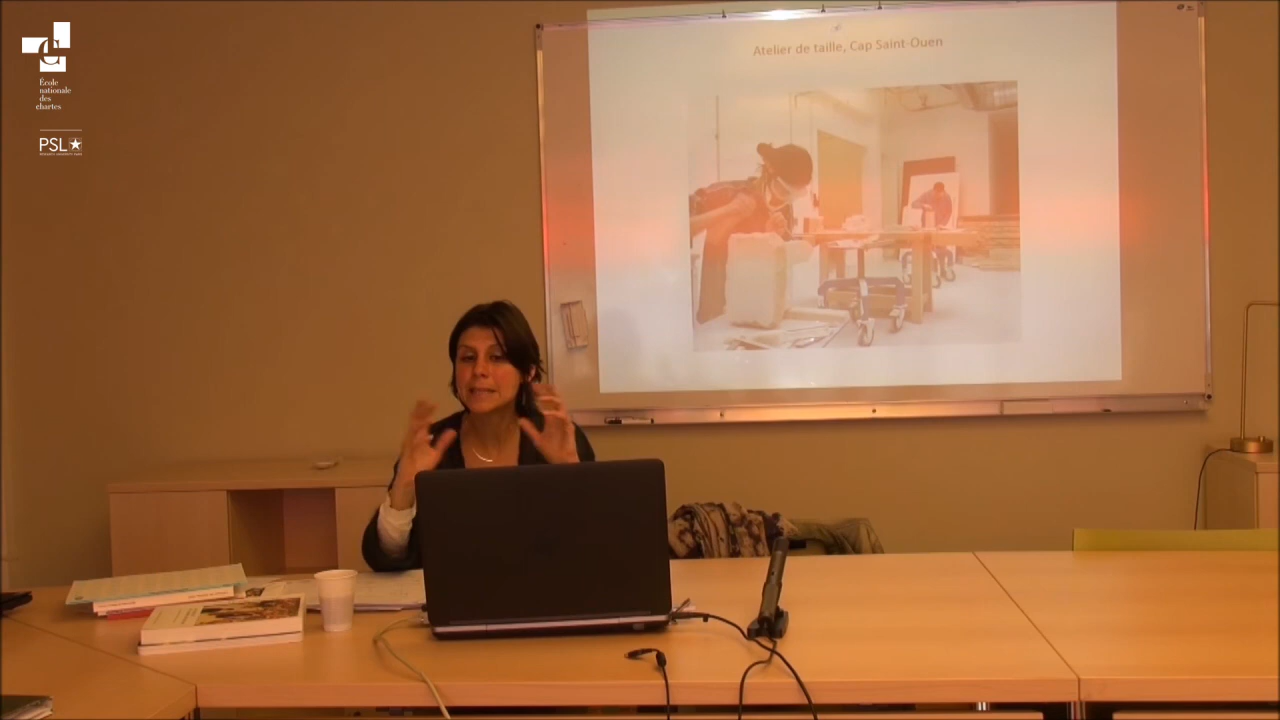 École
nationale
des
chartes
PSL
Atelier de taille, Cap Saint-Ouen